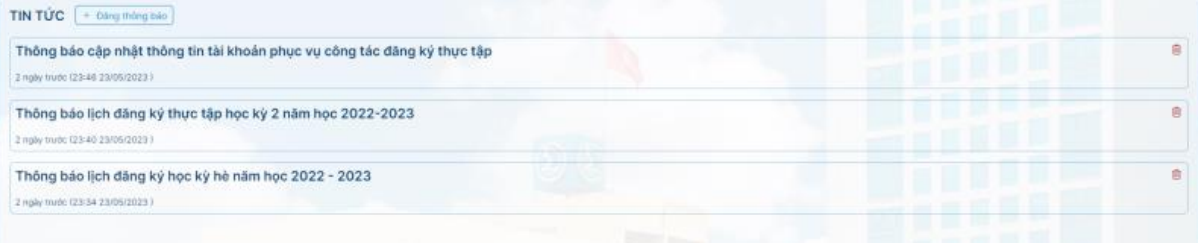 TIN TỨC + Đăng thông báo
Thông báo cập nhật thông tin tài khoản phục vụ công tác đăng ký thực tập
2 ngày trước (23:46 23/05/2023 )
Thông báo lịch đăng ký thực tập học kỳ 2 năm học 2022-2023
2 ngày trước (23:40 23/05/2023 )
Thông báo lịch đăng ký học kỳ hè năm học 2022 - 2023
2 ngày trước (23:34 23/05/2023 )